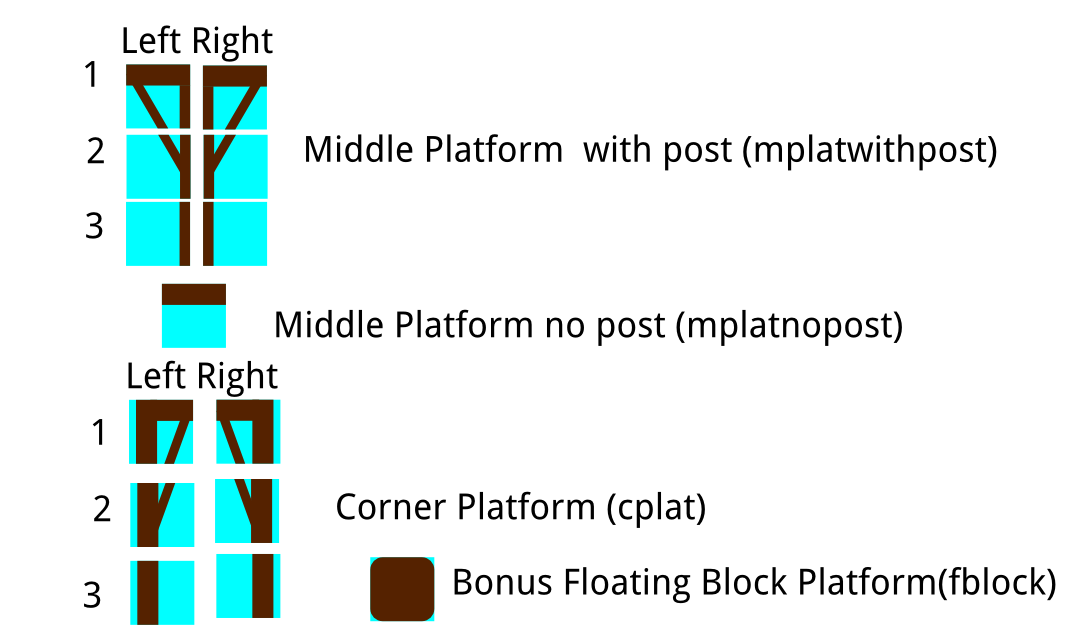 Left Right
1
2
Middle Platform  with post (mplatwithpost)
3
Middle Platform no post (mplatnopost)
Left Right
1
2
Corner Platform (cplat)
3
Bonus Floating Block Platform(fblock)